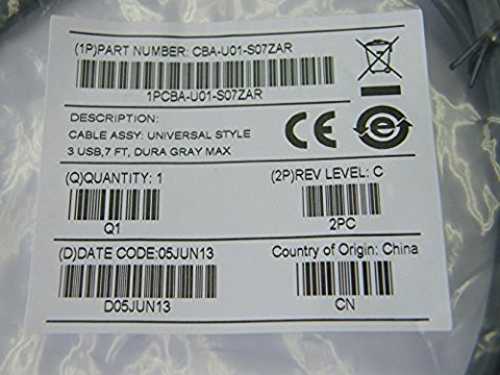 (1P)PART NUMBER: CBA-U01-S07ZAR
1PCBA-U01-S07ZAR
DESCRIPTION:
CABLE ASSY: UNIVERSAL STYLE
3 USB,7 FT, DURA GRAY MAX
CE
(Q)QUANTITY: 1
Q1
(2P)REV LEVEL: C
2PC
(D)DATE CODE:05JUN13
D05JUN13
Country of Origin: China
CN